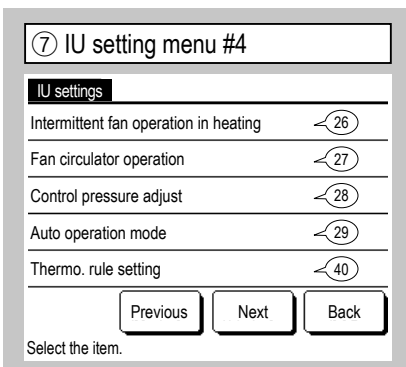 ⑦ IU setting menu #4
IU settings
Intermittent fan operation in heating 26
Fan circulator operation 27
Control pressure adjust 28
Auto operation mode 29
Thermo. rule setting 40
Previous Next Back
Select the item.